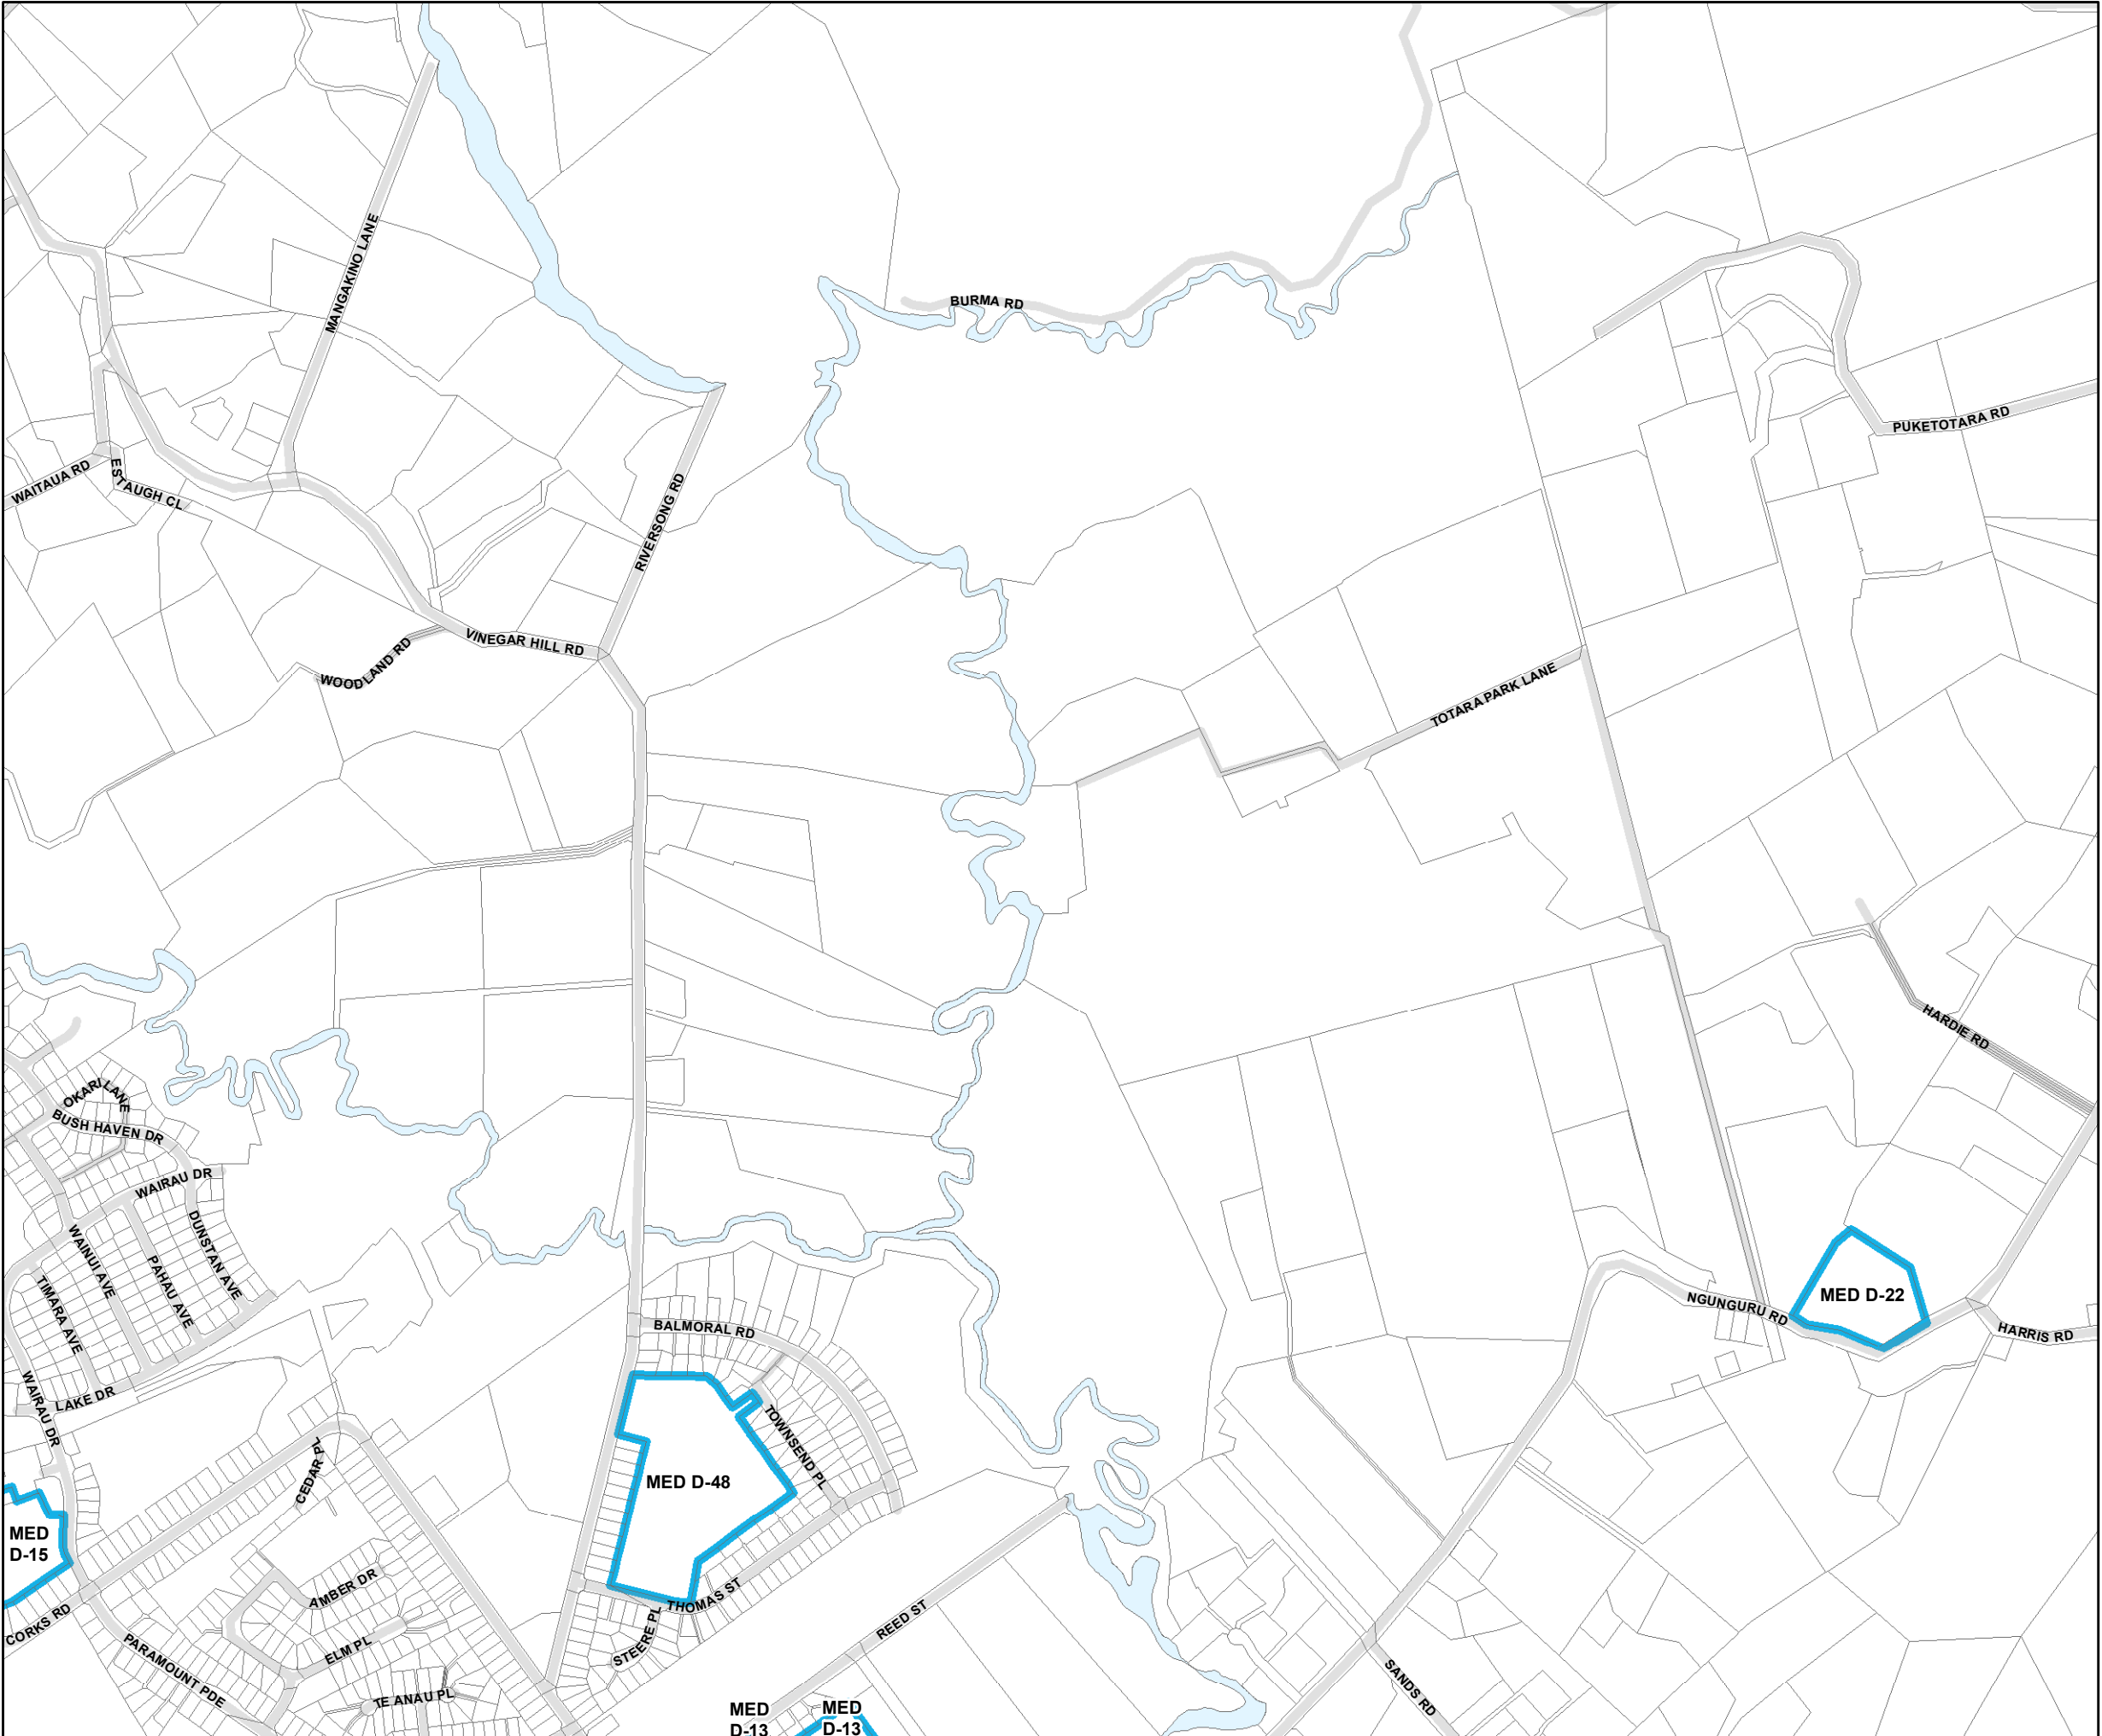 MANGAKINO LANE
BURMA RD
PUKETOTARA RD
WAITAUA RD
ESTAUGH CL
RIVERSONG RD
VINEGAR HILL RD
WOODLAND RD
TOTARA PARK LANE
HARDIE RD
OKARI LANE
BUSH HAVEN DR
WAIRAU DR
DUNSTAN AVE
WAINUI AVE
PAHAU AVE
TIMARA AVE
MED D-22
NGUNGURU RD
HARRIS RD
BALMORAL RD
WAIRAU DR
LAKE DR
TOWNSEND PL
CEDAR PL
MED D-48
MED
D-15
AMBER DR
THOMAS ST
CORKS RD
REED ST
STEERE PL
ELM PL
PARAMOUNT PDE
SANDS RD
TE ANAU PL
MED
D-13
MED
D-13